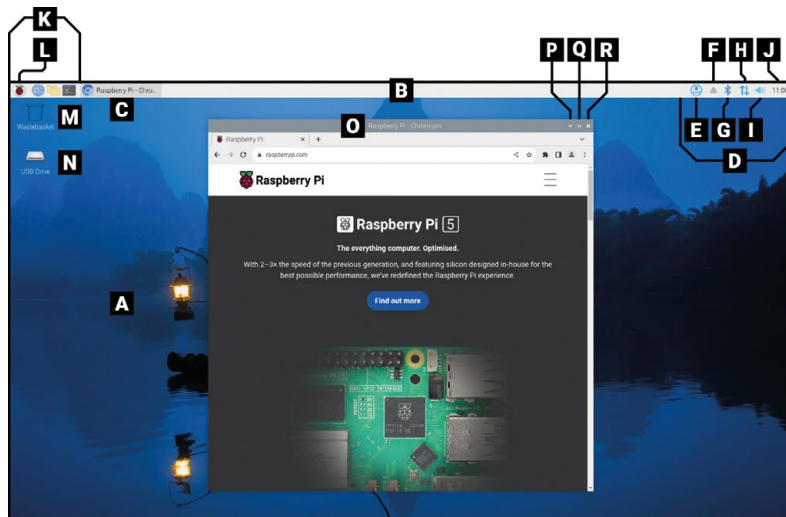 K
L
P Q R
F H J
Raspberry Pi - Chro...
B
11:00
C
M
Wastebasket
E G I
D
O
Raspberry Pi - Chromium
Raspberry Pi
raspberrypi.com
N
USB Drive
Raspberry Pi
Raspberry Pi 5
The everything computer. Optimised.
With 2–3× the speed of the previous generation, and featuring silicon designed in-house for the
best possible performance, we've redefined the Raspberry Pi experience.
Find out more
A